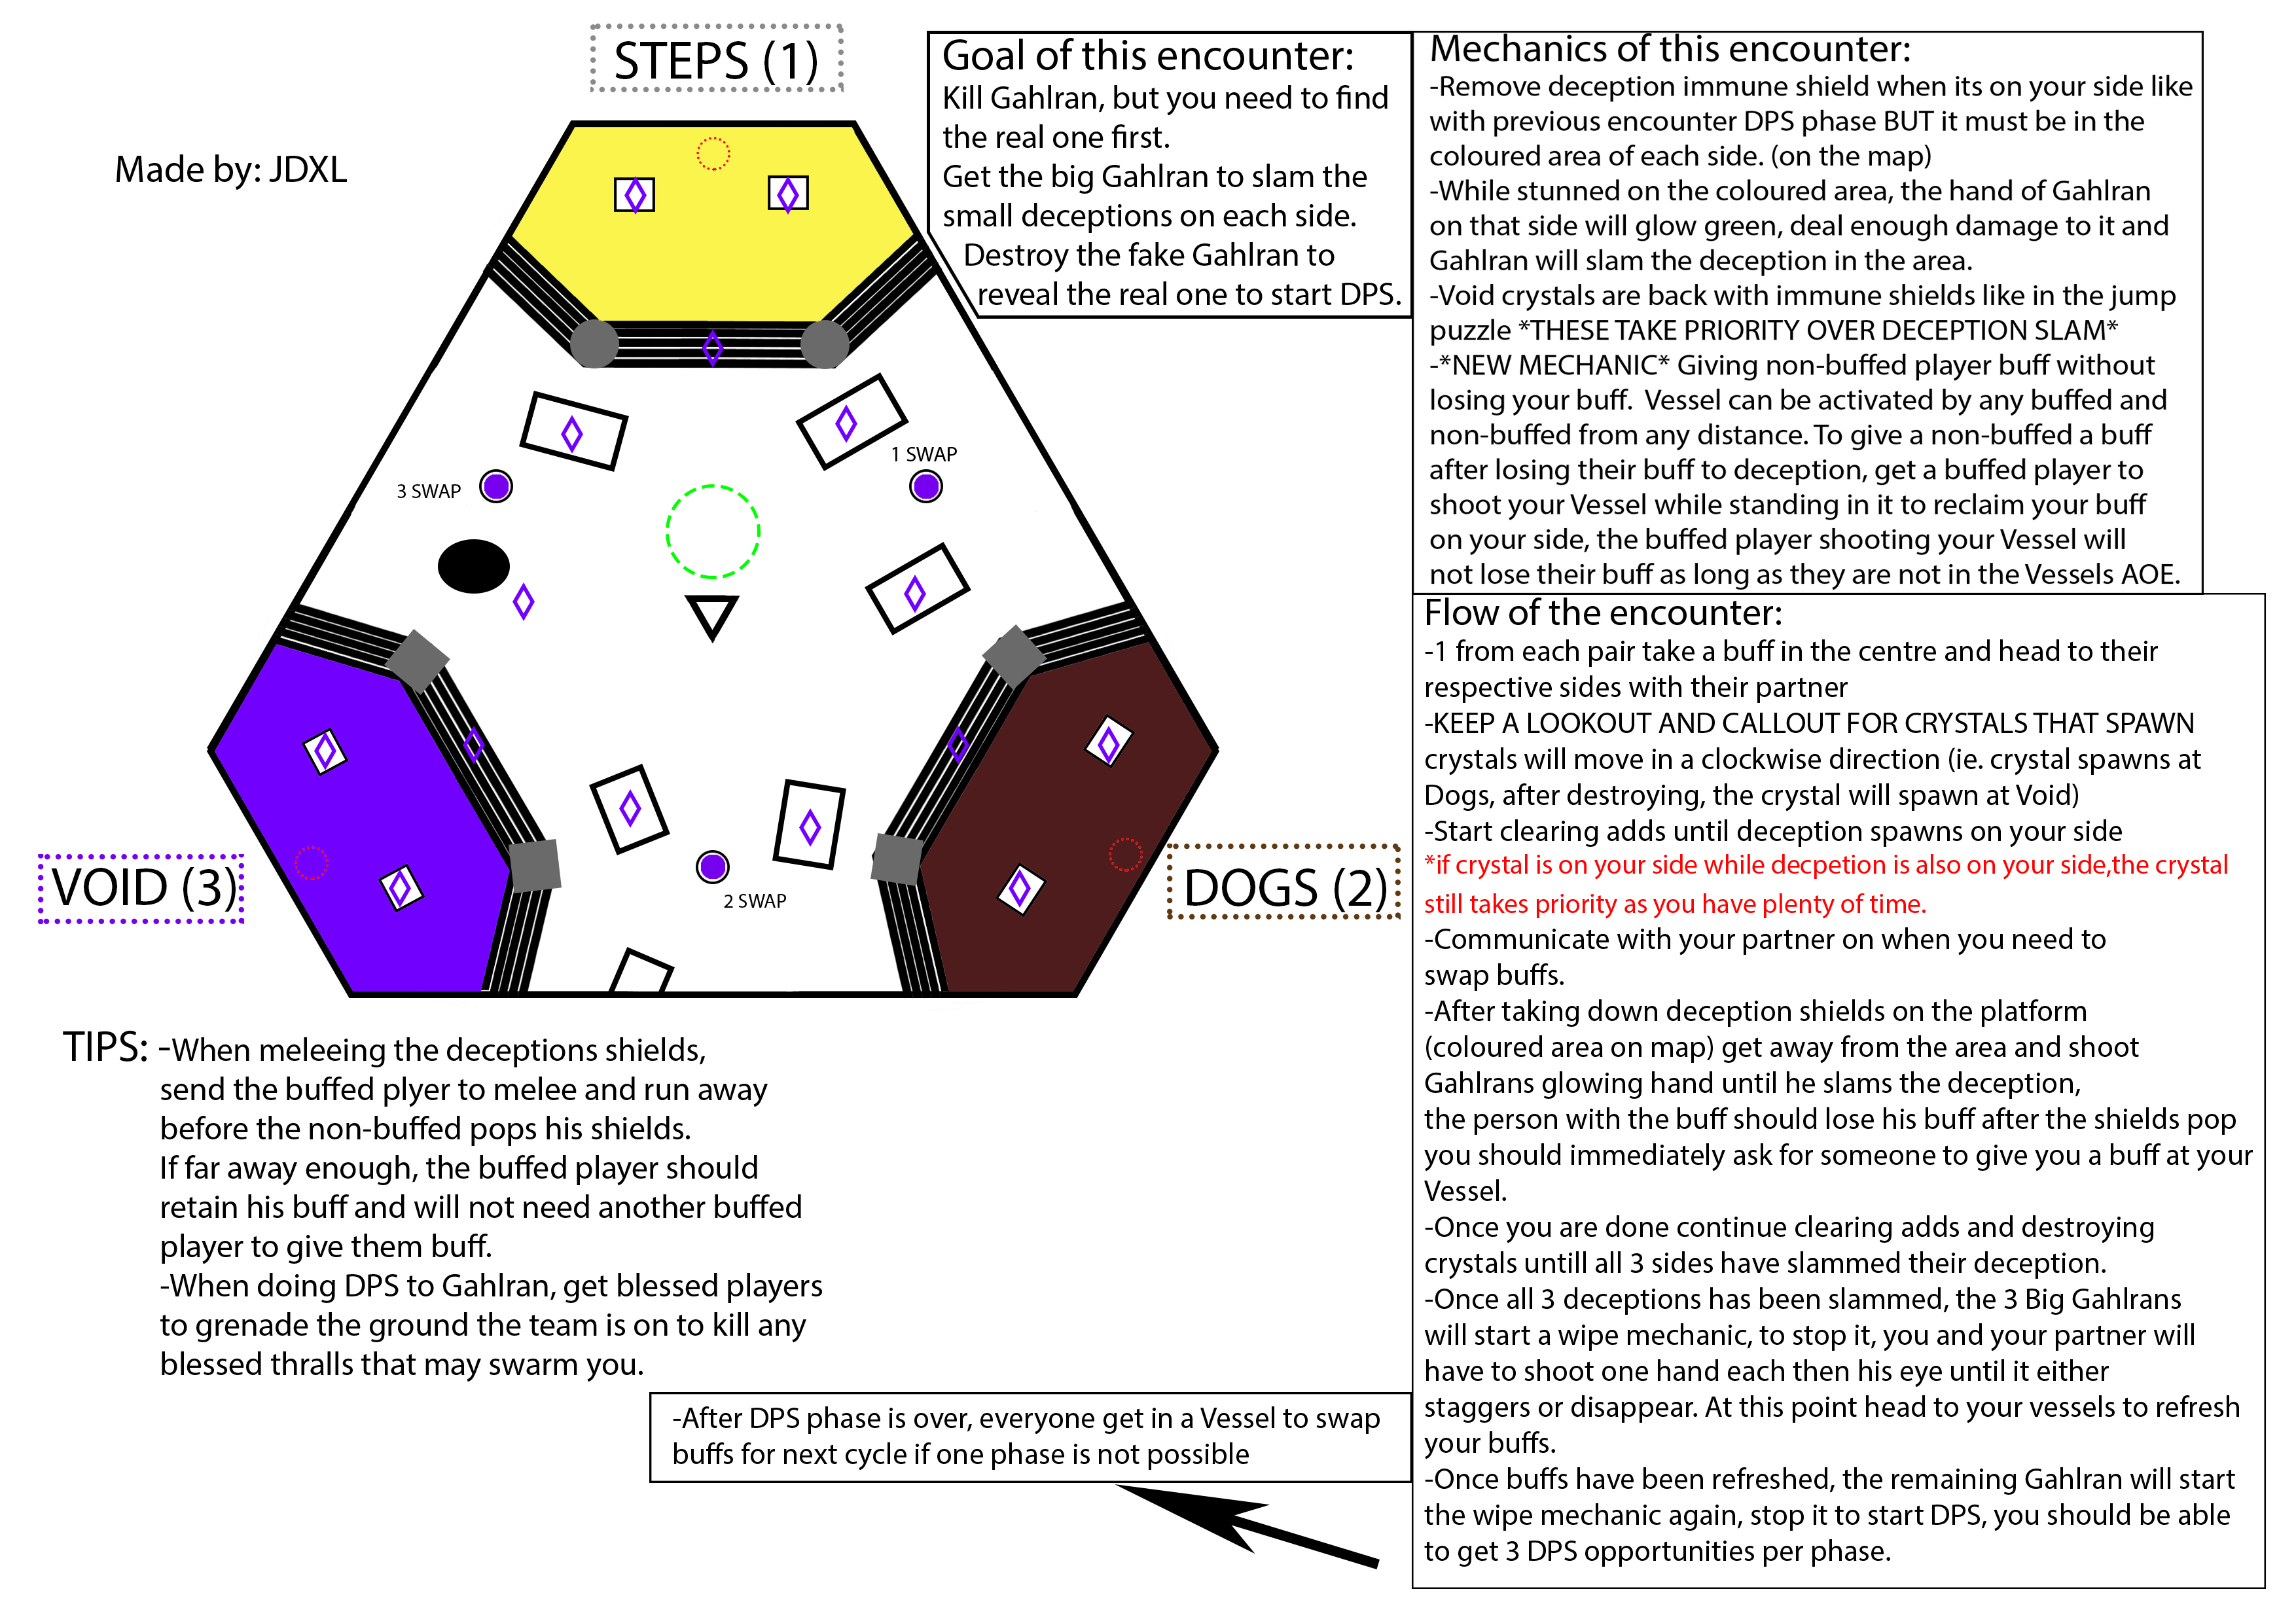 STEPS (1)
Made by: JDXL
Goal of this encounter:
Kill Gahlran, but you need to find
the real one first.
Get the big Gahlran to slam the
small deceptions on each side.
Destroy the fake Gahlran to
reveal the real one to start DPS.
Mechanics of this encounter:
-Remove deception immune shield when its on your side like
with previous encounter DPS phase BUT it must be in the
coloured area of each side. (on the map)
-While stunned on the coloured area, the hand of Gahlran
on that side will glow green, deal enough damage to it and
Gahlran will slam the deception in the area.
-Void crystals are back with immune shields like in the jump
puzzle *THESE TAKE PRIORITY OVER DECEPTION SLAM*
-*NEW MECHANIC* Giving non-buffed player buff without
losing your buff.  Vessel can be activated by any buffed and
non-buffed from any distance. To give a non-buffed a buff
after losing their buff to deception, get a buffed player to
shoot your Vessel while standing in it to reclaim your buff
on your side, the buffed player shooting your Vessel will
not lose their buff as long as they are not in the Vessels AOE.
1 SWAP
3 SWAP
2 SWAP
VOID (3)
DOGS (2)
Flow of the encounter:
-1 from each pair take a buff in the centre and head to their
respective sides with their partner
-KEEP A LOOKOUT AND CALLOUT FOR CRYSTALS THAT SPAWN
crystals will move in a clockwise direction (ie. crystal spawns at
Dogs, after destroying, the crystal will spawn at Void)
-Start clearing adds until deception spawns on your side
*if crystal is on your side while decpetion is also on your side,the crystal
still takes priority as you have plenty of time.
-Communicate with your partner on when you need to
swap buffs.
-After taking down deception shields on the platform
(coloured area on map) get away from the area and shoot
Gahlrans glowing hand until he slams the deception,
the person with the buff should lose his buff after the shields pop
you should immediately ask for someone to give you a buff at your
Vessel.
-Once you are done continue clearing adds and destroying
crystals untill all 3 sides have slammed their deception.
-Once all 3 deceptions has been slammed, the 3 Big Gahlrans
will start a wipe mechanic, to stop it, you and your partner will
have to shoot one hand each then his eye until it either
staggers or disappear. At this point head to your vessels to refresh
your buffs.
-Once buffs have been refreshed, the remaining Gahlran will start
the wipe mechanic again, stop it to start DPS, you should be able
to get 3 DPS opportunities per phase.
TIPS: -When meleeing the deceptions shields,
send the buffed plyer to melee and run away
before the non-buffed pops his shields.
If far away enough, the buffed player should
retain his buff and will not need another buffed
player to give them buff.
-When doing DPS to Gahlran, get blessed players
to grenade the ground the team is on to kill any
blessed thralls that may swarm you.
-After DPS phase is over, everyone get in a Vessel to swap
buffs for next cycle if one phase is not possible